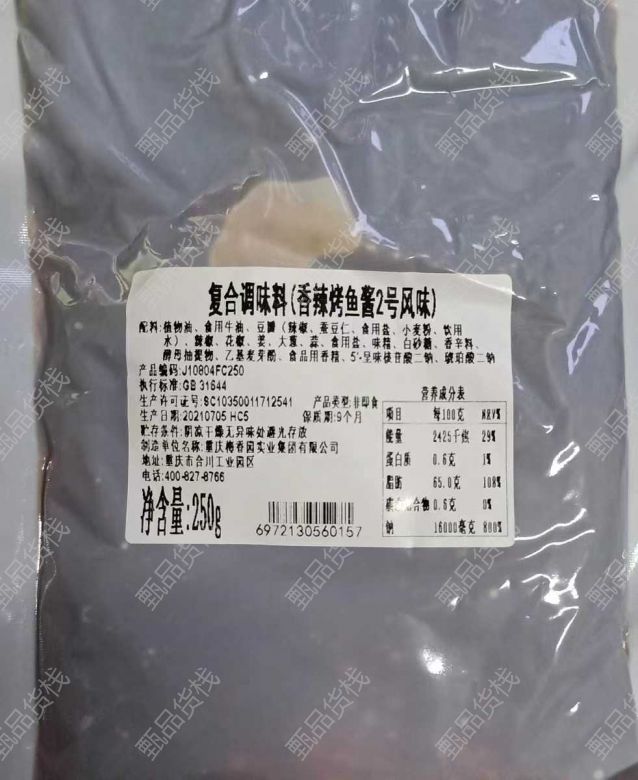 复合调味料(香辣烤鱼酱2号风味)
配料:植物油、食用牛油、豆瓣(辣椒、蚕豆仁、食用盐、小麦粉、饮用
水)、辣椒、花椒、姜、大葱、蒜、食用盐、味精、白砂糖、香辛料、
酵母抽提物、乙基麦芽酚、食品用香精、5'-呈味核苷酸二钠、琥珀酸二钠
产品编码:J10804FC250
执行标准:GB 31644
生产许可证号:SC10350011712541 产品类型:非即食
生产日期:20210705 HC5 保质期:9个月
贮存条件:阴凉干燥无异味处避光存放
制造单位名称:重庆梅香园实业集团有限公司
地址:重庆市合川工业园区
电话:400-827-8766
净含量:250g
6972130560157
营养成分表
项目 每100克 NRV%
能量 2425千焦 29%
蛋白质 0.6克 1%
脂肪 65.0克 108%
碳水化合物 0.6克 0%
钠 16000毫克 800%
甄品货栈